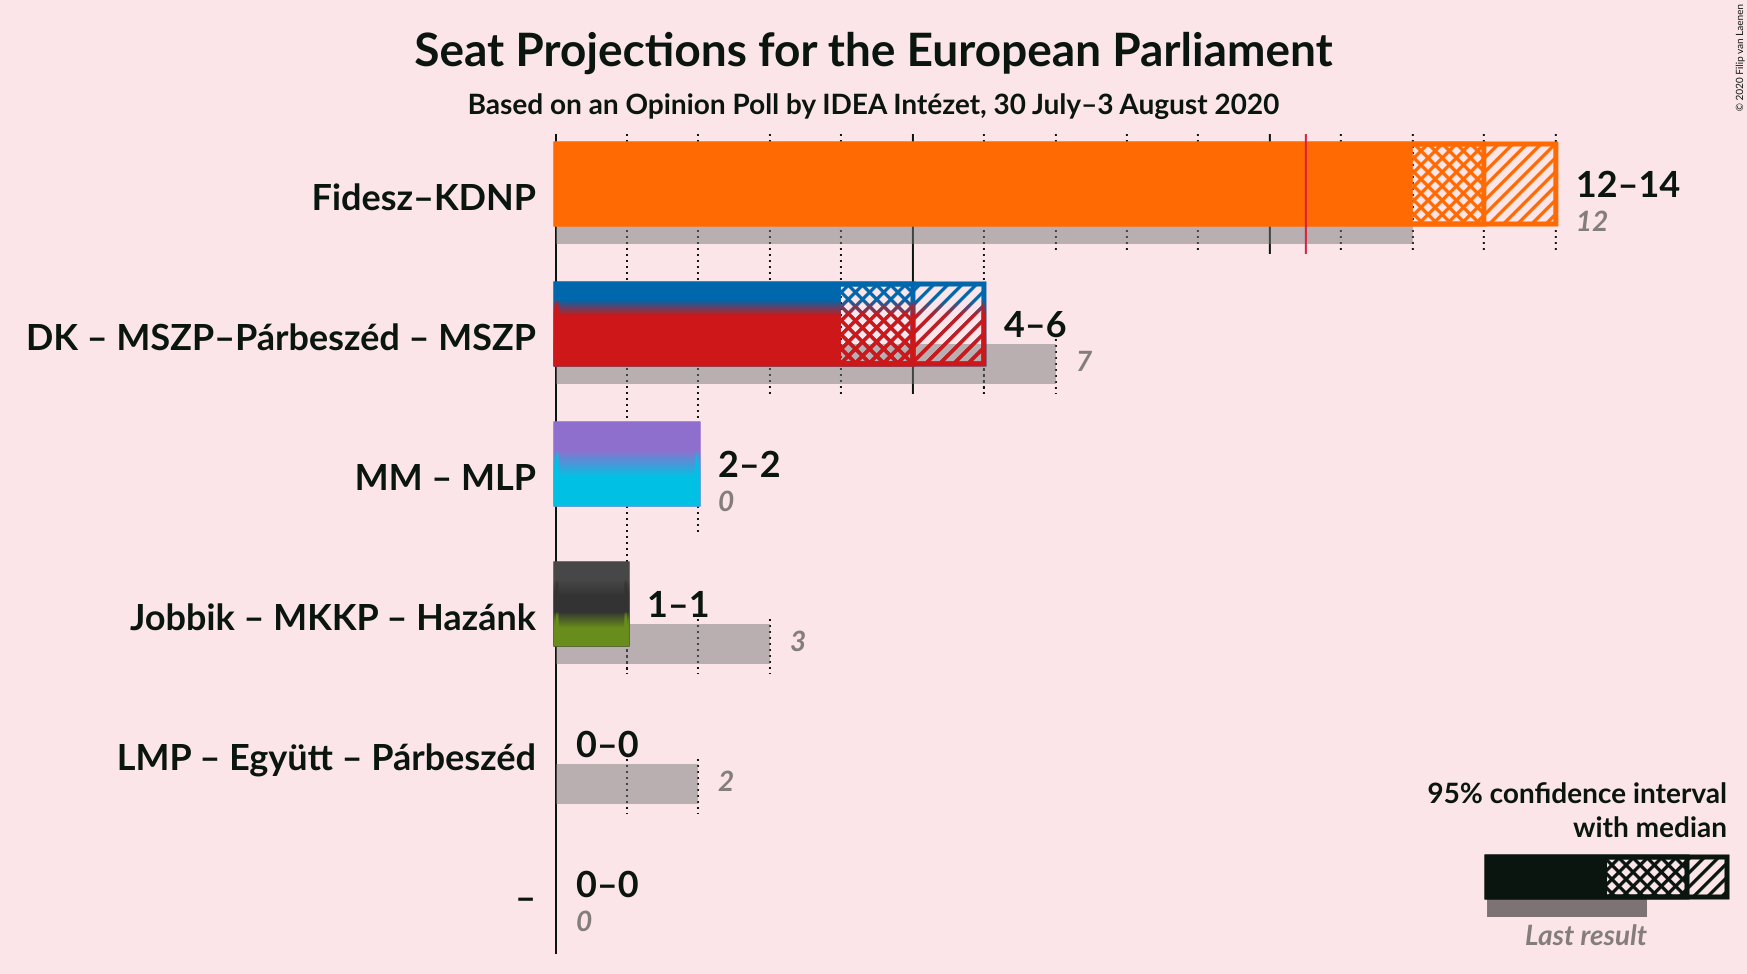 Seat Projections for the European Parliament
Based on an Opinion Poll by IDEA Intézet, 30 July–3 August 2020
© 2020 Filip van Laenen
Fidesz–KDNP
12–14
12
DK – MSZP–Párbeszéd – MSZP
4–6
7
MM – MLP
2–2
0
Jobbik – MKKP – Hazánk
1–1
3
LMP – Együtt – Párbeszéd
0–0
2
–
0–0
0
95% confidence interval
with median
Last result